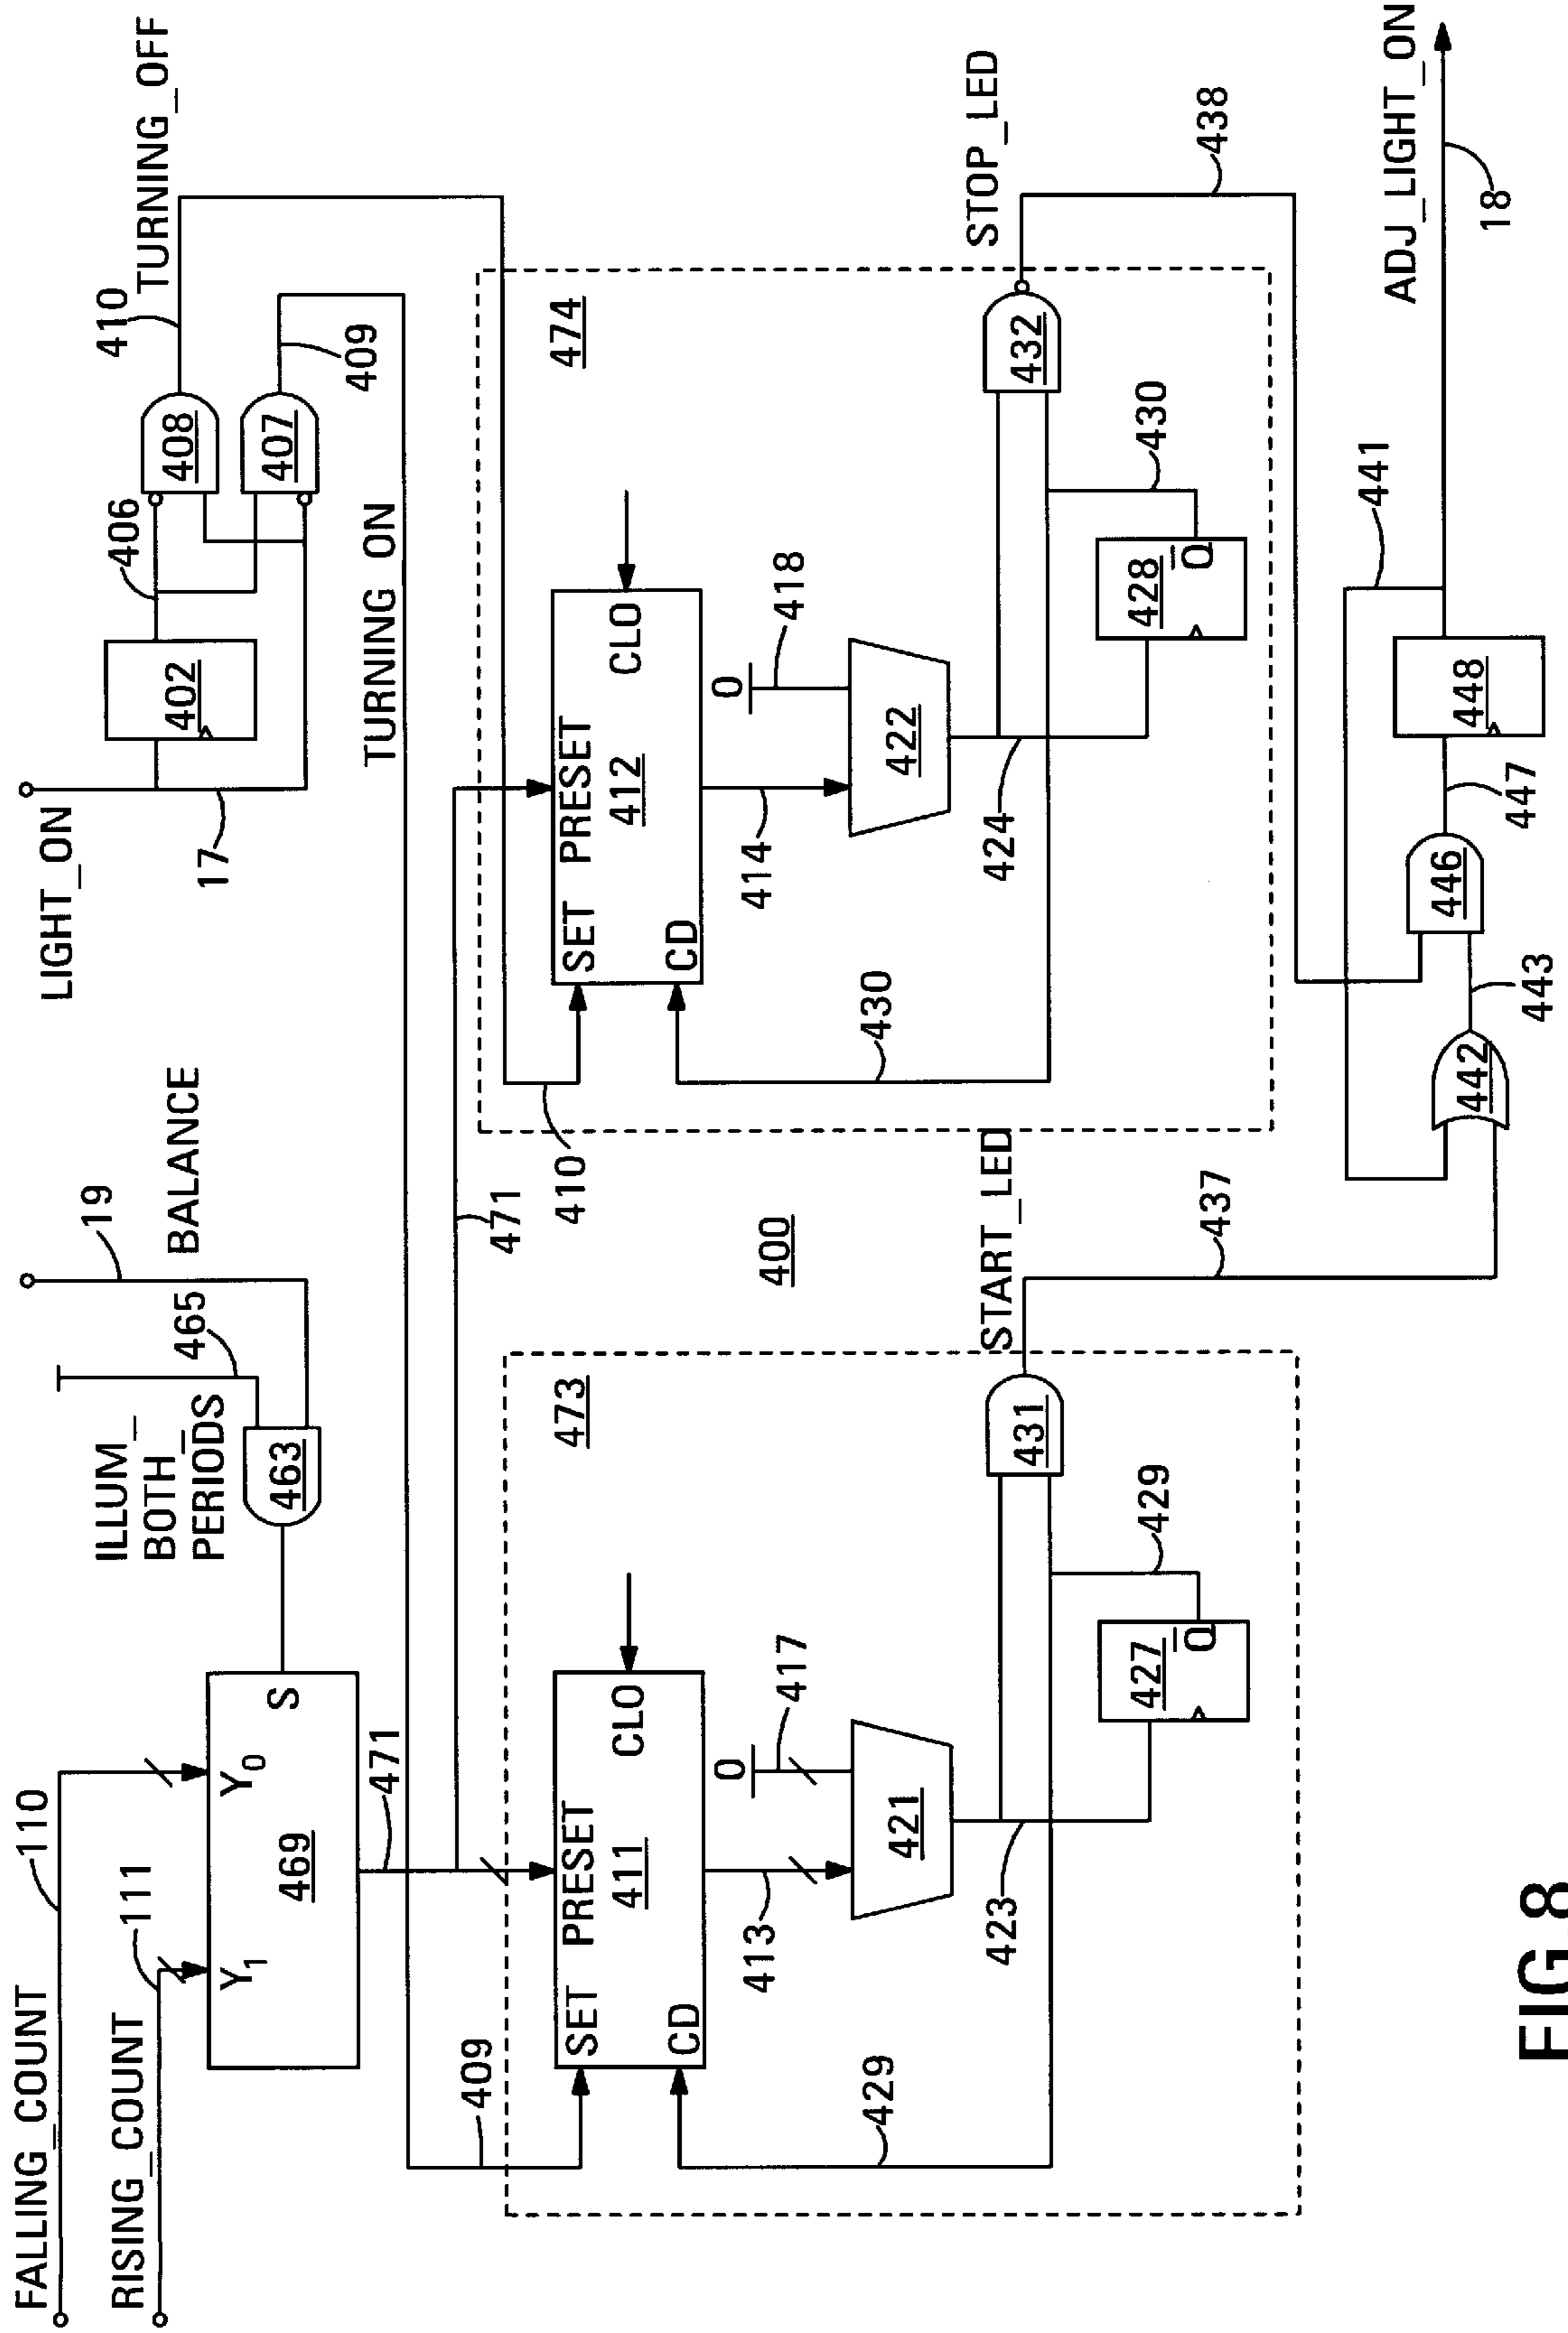 FALLING_COUNT
110
RISING_COUNT
111
Y1
Y0
S
469
471
ILLUM_
BOTH_
PERIODS
463
465
19
BALANCE
LIGHT_ON
17
402
406
408
407
410
409
TURNING_OFF
TURNING ON
409
471
410
400
473
SET PRESET
411
CLO
CD
413
0
417
421
423
429
427
Q
429
431
START_LED
437
474
SET PRESET
412
CLO
CD
414
0
418
422
424
430
428
Q
430
432
STOP_LED
438
442
443
446
447
448
441
ADJ_LIGHT_ON
18
FIG.8